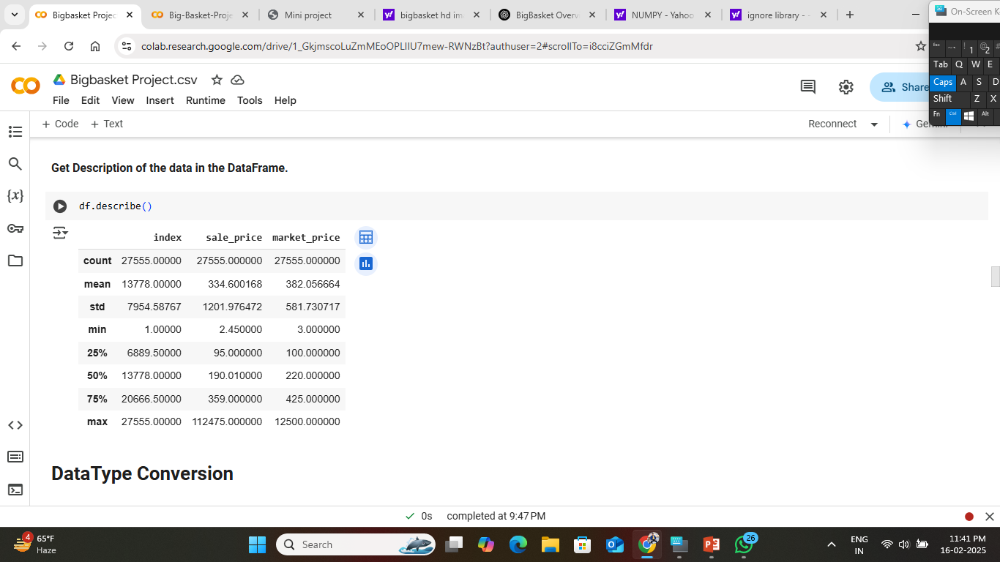 Bigbasket Projec
Big-Basket-Proje
Mini project
bigbasket hd im
BigBasket Overv
NUMPY - Yahoo
ignore library -
On-Screen K
colab.research.google.com/drive/1_GkjmscoLuZmMEoOPLIIU7mew-RWNzBt?authuser=2#scrollTo=i8cciZGmMfdr
Bigbasket Project.csv
File Edit View Insert Runtime Tools Help
Share
Tab Q W E
Caps A S D
Shift Z X
Fn Ctrl Alt
+ Code + Text
Reconnect
Gemini
Get Description of the data in the DataFrame.
df.describe()
index sale_price market_price
count 27555.00000 27555.000000 27555.000000
mean 13778.00000 334.600168 382.056664
std 7954.58767 1201.976472 581.730717
min 1.00000 2.450000 3.000000
25% 6889.50000 95.000000 100.000000
50% 13778.00000 190.010000 220.000000
75% 20666.50000 359.000000 425.000000
max 27555.00000 112475.000000 12500.000000
DataType Conversion
0s completed at 9:47 PM
4
65°F
Haze
Search
26
ENG
IN
11:41 PM
16-02-2025